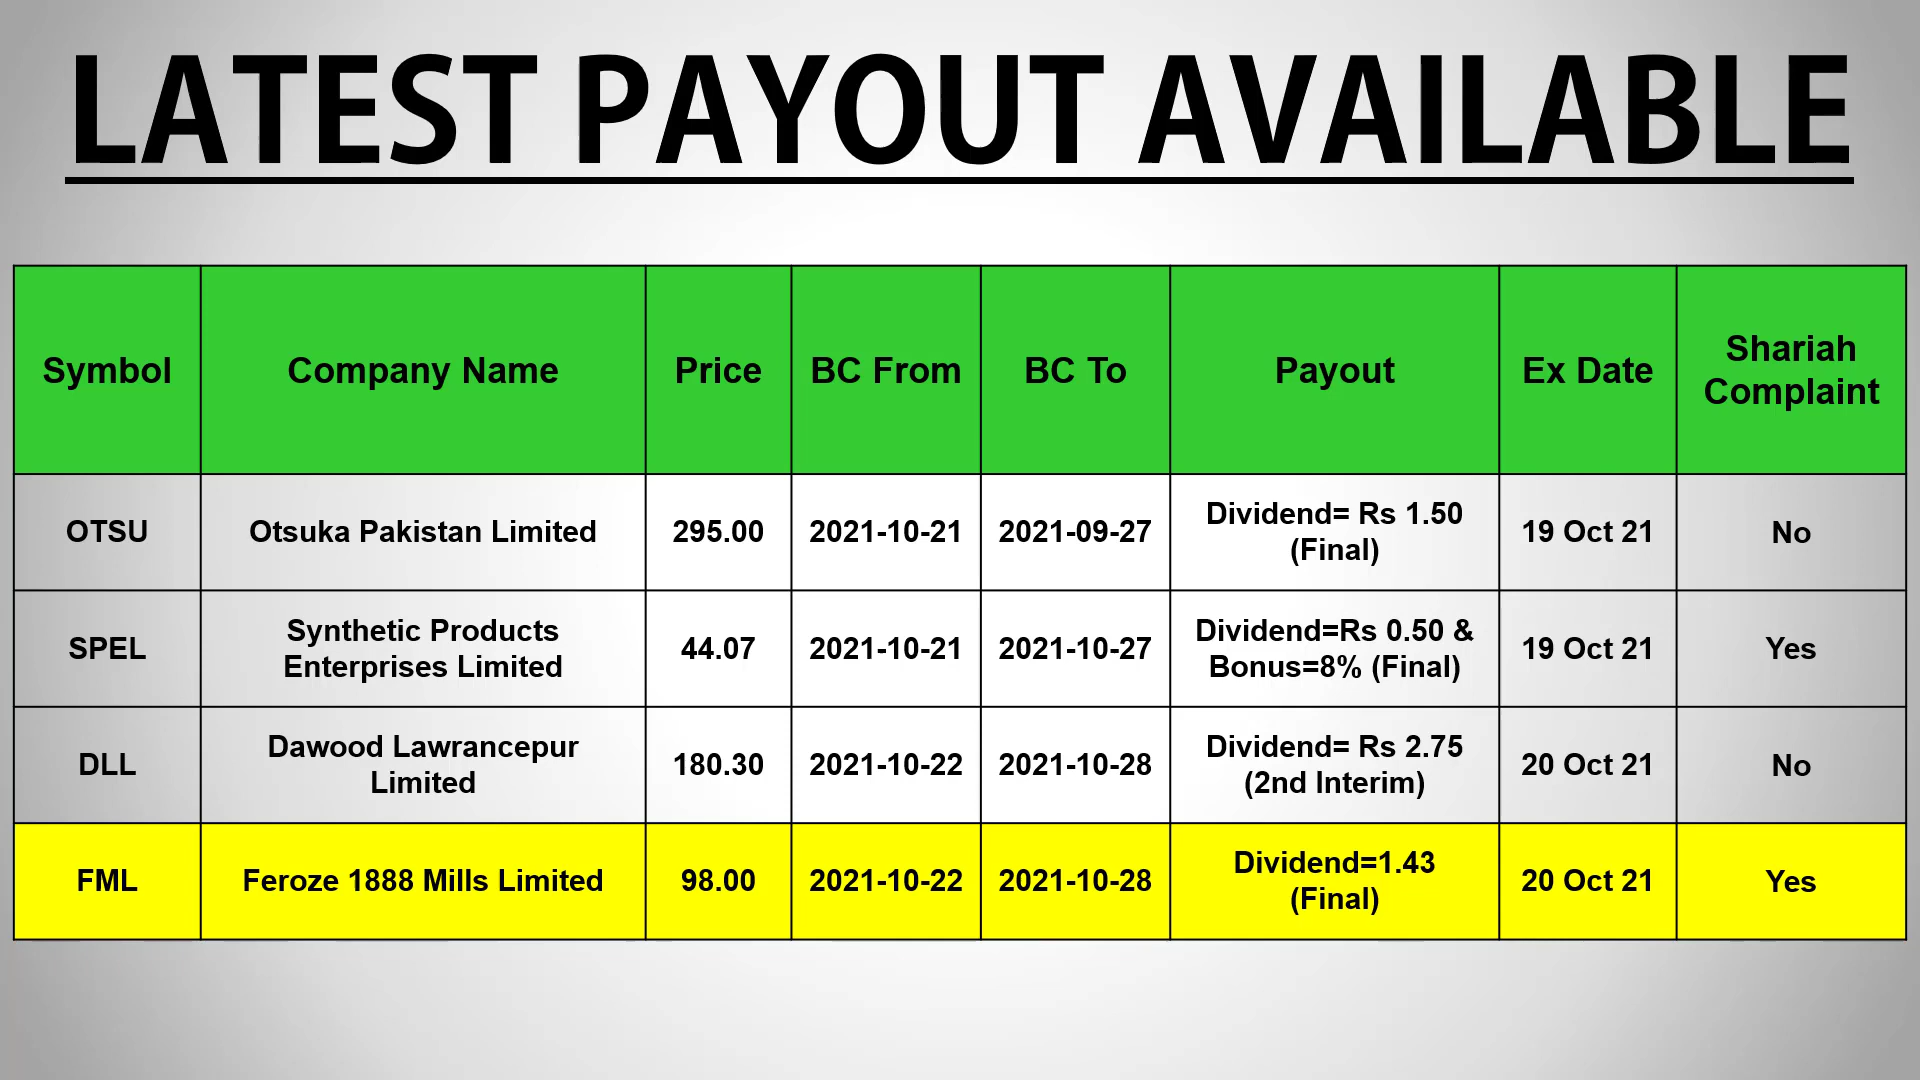 LATEST PAYOUT AVAILABLE
Symbol Company Name Price BC From BC To Payout Ex Date Shariah Complaint
OTSU Otsuka Pakistan Limited 295.00 2021-10-21 2021-09-27 Dividend= Rs 1.50 (Final) 19 Oct 21 No
SPEL Synthetic Products Enterprises Limited 44.07 2021-10-21 2021-10-27 Dividend=Rs 0.50 & Bonus=8% (Final) 19 Oct 21 Yes
DLL Dawood Lawrancepur Limited 180.30 2021-10-22 2021-10-28 Dividend= Rs 2.75 (2nd Interim) 20 Oct 21 No
FML Feroze 1888 Mills Limited 98.00 2021-10-22 2021-10-28 Dividend=1.43 (Final) 20 Oct 21 Yes